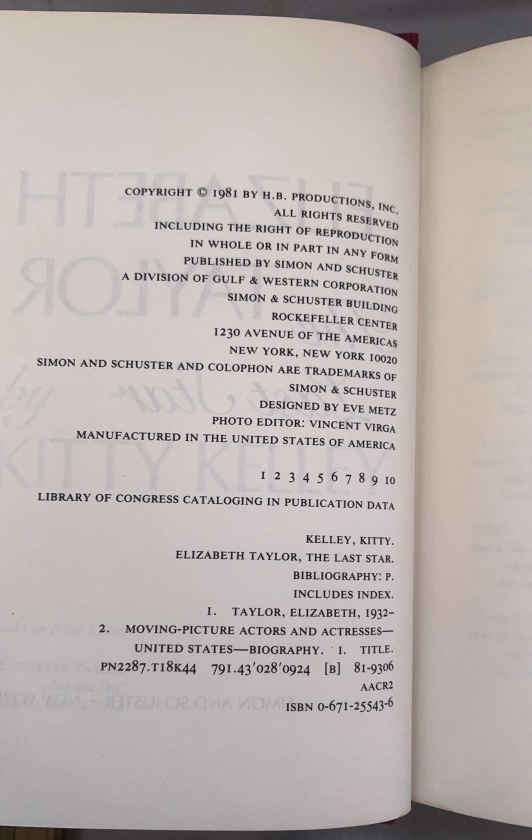 COPYRIGHT © 1981 BY H.B. PRODUCTIONS, INC.
ALL RIGHTS RESERVED
INCLUDING THE RIGHT OF REPRODUCTION
IN WHOLE OR IN PART IN ANY FORM
PUBLISHED BY SIMON AND SCHUSTER
A DIVISION OF GULF & WESTERN CORPORATION
SIMON & SCHUSTER BUILDING
ROCKEFELLER CENTER
1230 AVENUE OF THE AMERICAS
NEW YORK, NEW YORK 10020
SIMON AND SCHUSTER AND COLOPHON ARE TRADEMARKS OF
SIMON & SCHUSTER
DESIGNED BY EVE METZ
PHOTO EDITOR: VINCENT VIRGA
MANUFACTURED IN THE UNITED STATES OF AMERICA
1 2 3 4 5 6 7 8 9 10
LIBRARY OF CONGRESS CATALOGING IN PUBLICATION DATA
KELLEY, KITTY.
ELIZABETH TAYLOR, THE LAST STAR.
BIBLIOGRAPHY: P.
INCLUDES INDEX.
1. TAYLOR, ELIZABETH, 1932–
2. MOVING-PICTURE ACTORS AND ACTRESSES—
UNITED STATES—BIOGRAPHY. I. TITLE.
PN2287.T18K44 791.43'028'0924 [B] 81-9306
AACR2
ISBN 0-671-25543-6